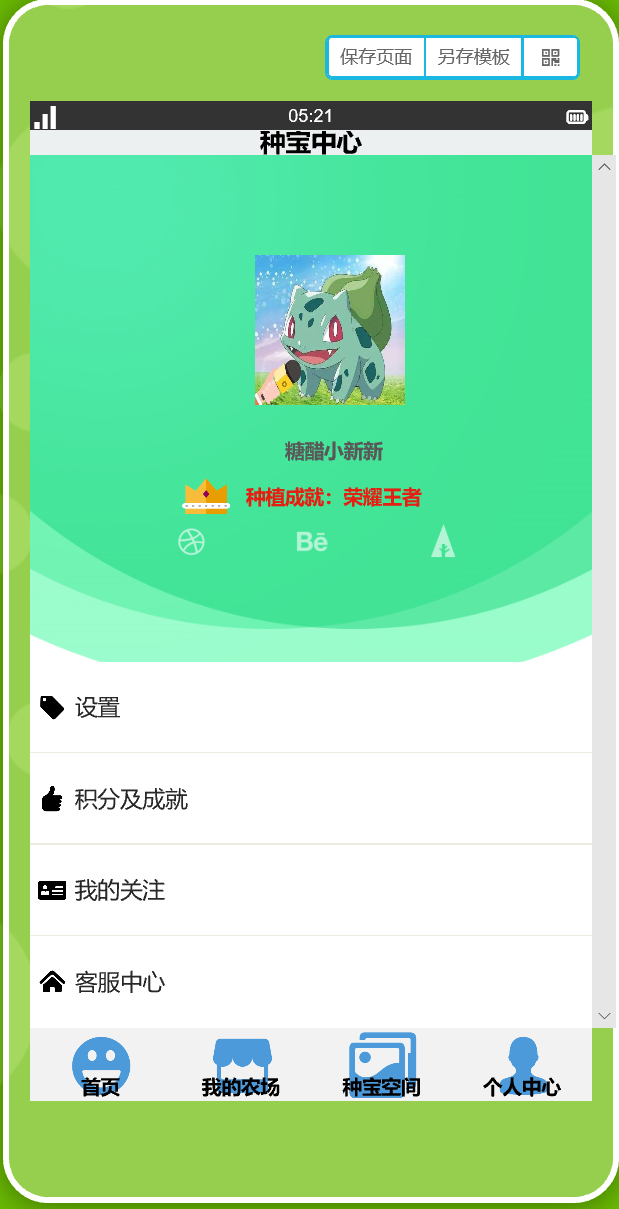 保存页面 另存模板
05:21
种宝中心
糖醋小新新
种植成就：荣耀王者
Bē
设置
积分及成就
我的关注
客服中心
首页 我的农场 种宝空间 个人中心